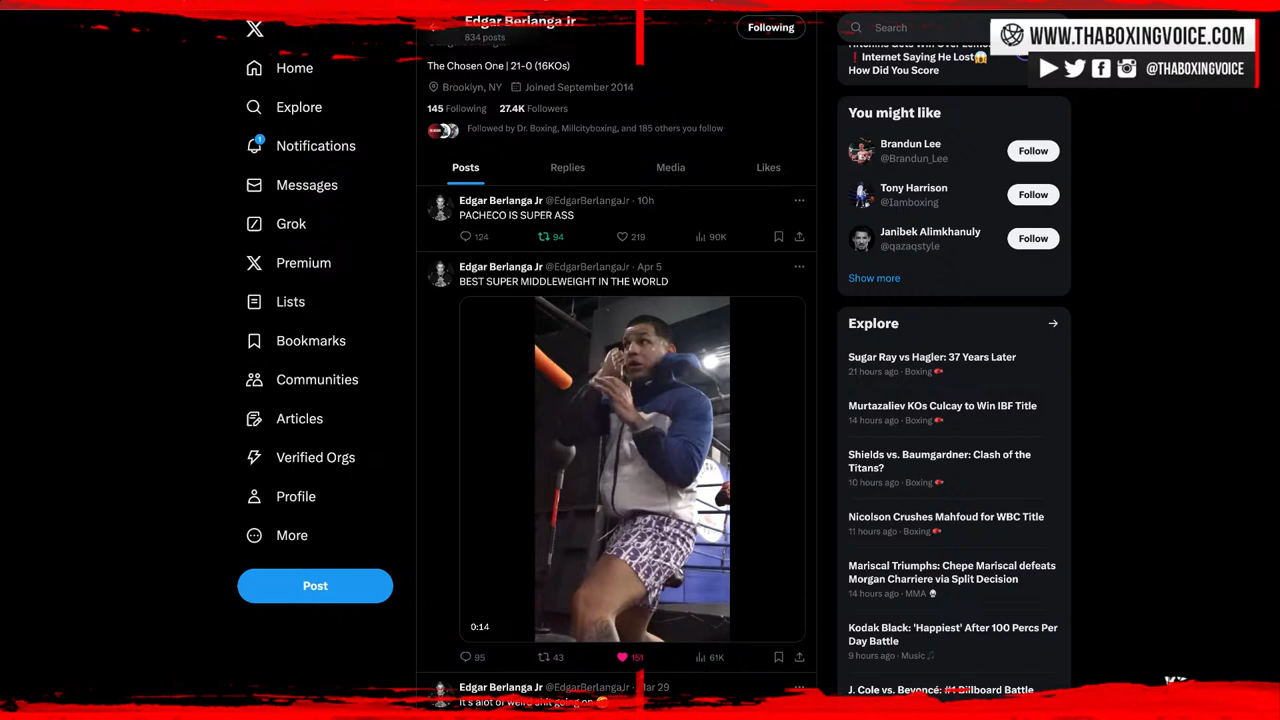 Edgar Berlanga Jr
834 posts
Following
Search
WWW.THABOXINGVOICE.COM
@THABOXINGVOICE
Home
Explore
Notifications
1
Messages
Grok
Premium
Lists
Bookmarks
Communities
Articles
Verified Orgs
Profile
More
Post
The Chosen One | 21-0 (16KOs)
Brooklyn, NY Joined September 2014
145 Following 27.4K Followers
Followed by Dr. Boxing, Millcityboxing, and 185 others you follow
Posts Replies Media Likes
Edgar Berlanga Jr @EdgarBerlangaJr · 10h
PACHECO IS SUPER ASS
124 94 219 90K
Edgar Berlanga Jr @EdgarBerlangaJr · Apr 5
BEST SUPER MIDDLEWEIGHT IN THE WORLD
0:14
95 43 151 61K
Edgar Berlanga Jr @EdgarBerlangaJr · Mar 29
It's alot of weird shit going on
Internet Saying He Lost
How Did You Score
You might like
Brandun Lee
@Brandun_Lee
Follow
Tony Harrison
@Iamboxing
Follow
Janibek Alimkhanuly
@qazaqstyle
Follow
Show more
Explore
Sugar Ray vs Hagler: 37 Years Later
21 hours ago · Boxing
Murtazaliev KOs Culcay to Win IBF Title
14 hours ago · Boxing
Shields vs. Baumgardner: Clash of the
Titans?
10 hours ago · Boxing
Nicolson Crushes Mahfoud for WBC Title
11 hours ago · Boxing
Mariscal Triumphs: Chepe Mariscal defeats
Morgan Charriere via Split Decision
14 hours ago · MMA
Kodak Black: 'Happiest' After 100 Percs Per
Day Battle
9 hours ago · Music
J. Cole vs. Beyoncé: #1 Billboard Battle